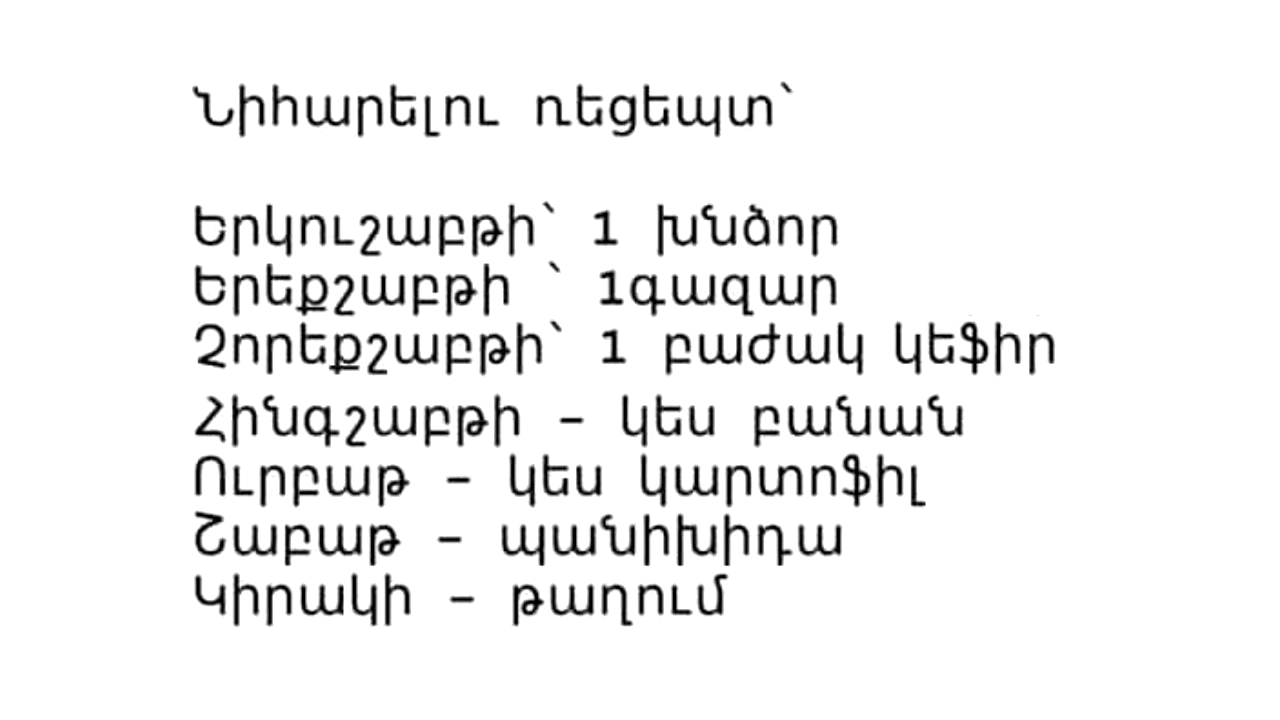 Նիհարելու ռեցեպտ՝
Երկուշաբթի՝ 1 խնձոր
Երեքշաբթի ՝ 1գազար
Չորեքշաբթի՝ 1 բաժակ կեֆիր
Հինգշաբթի – կես բանան
Ուրբաթ – կես կարտոֆիլ
Շաբաթ – պանիխիդա
Կիրակի – թաղում